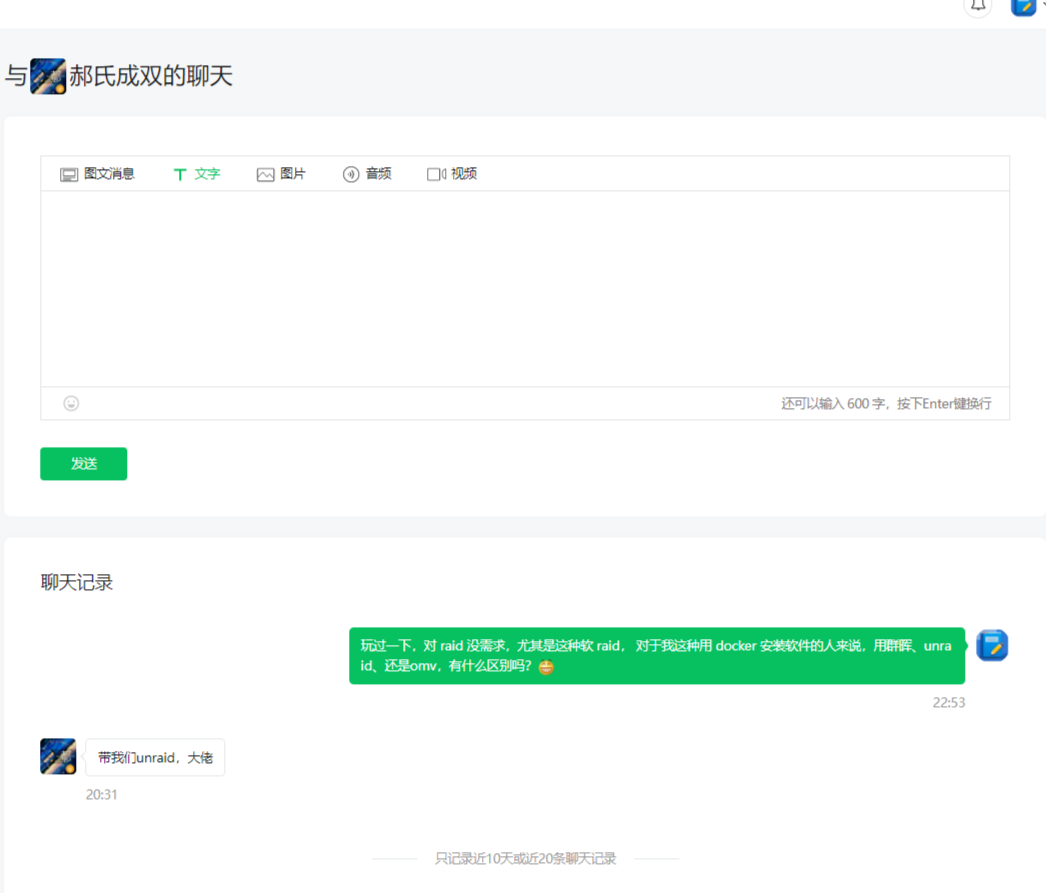 与郝氏成双的聊天
图文消息 文字 图片 音频 视频
还可以输入 600 字，按下Enter键换行
发送
聊天记录
玩过一下，对 raid 没需求，尤其是这种软 raid， 对于我这种用 docker 安装软件的人来说，用群晖、unra
id、还是omv，有什么区别吗？
22:53
带我们unraid，大佬
20:31
只记录近10天或近20条聊天记录